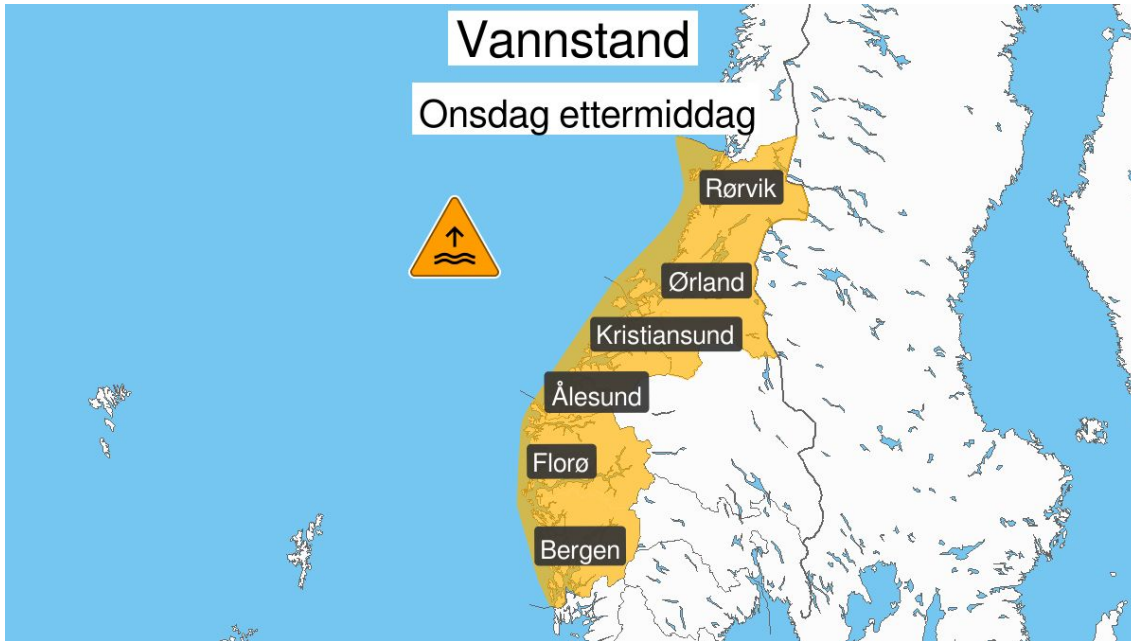 Vannstand
Onsdag ettermiddag
Rørvik
Ørland
Kristiansund
Ålesund
Florø
Bergen